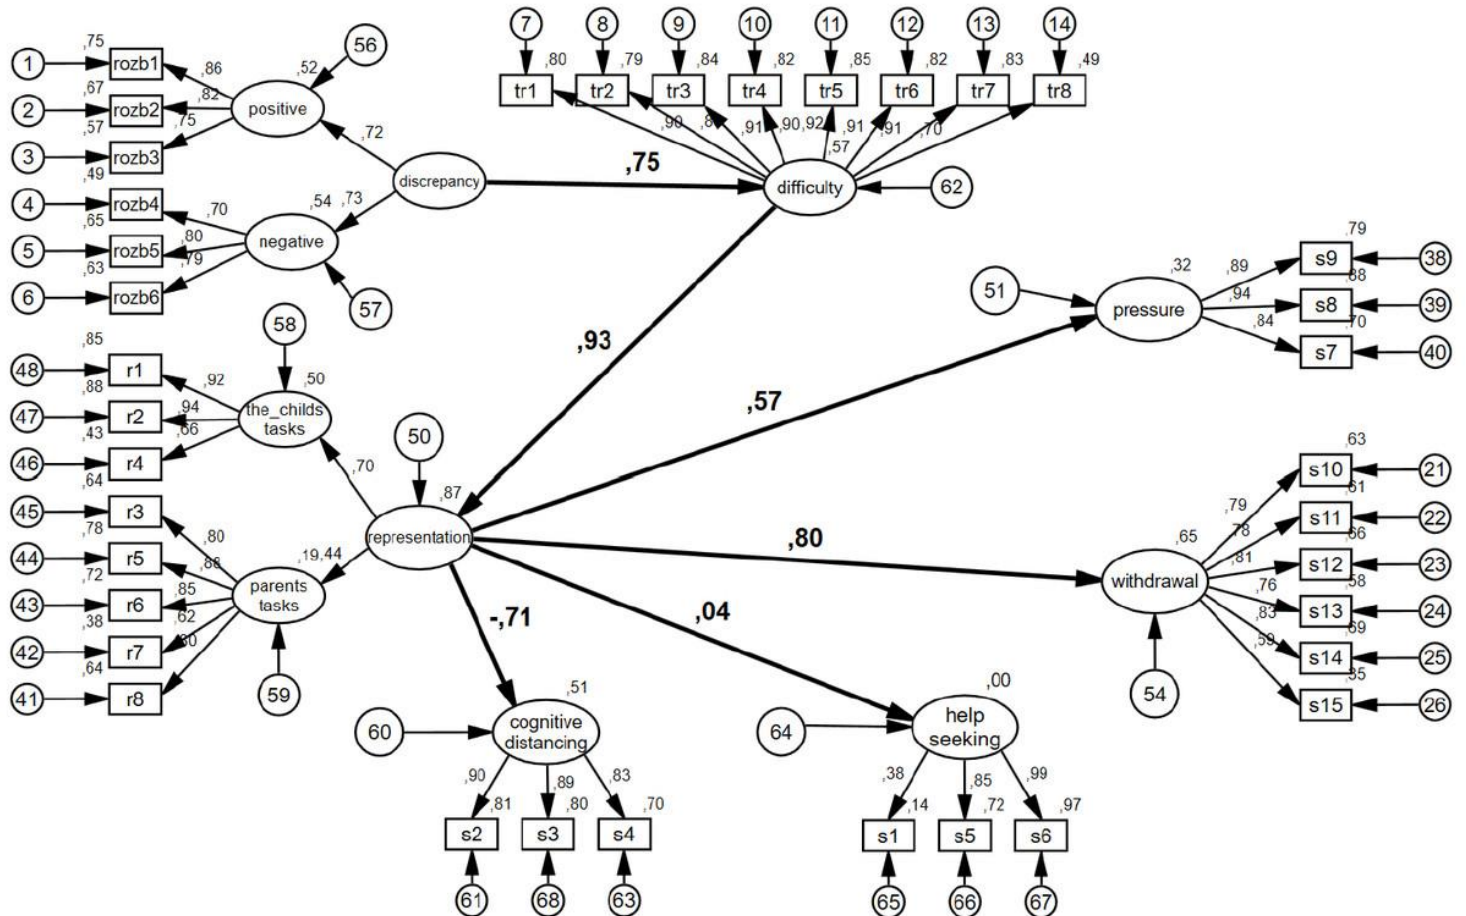 7 8 9 10 11 12 13 14
,80 ,79 ,84 ,82 ,85 ,82 ,83 ,49
tr1 tr2 tr3 tr4 tr5 tr6 tr7 tr8
,90 ,91 ,90 ,92 ,91 ,91 ,70
,57
difficulty
62
,75
1 ,75 rozb1 ,86
2 ,67 rozb2 ,82
3 ,57 rozb3 ,75
4 ,49 rozb4 ,70
5 ,65 rozb5 ,80
6 ,63 rozb6 ,79
56
,52
positive
,72
discrepancy
,54 ,73
negative
57
58
48 ,85 r1 ,92
47 ,88 r2 ,94
46 ,43 r4 ,66
,50
the_childs
tasks
,70
45 ,64 r3 ,80
44 ,78 r5 ,88
43 ,72 r6 ,85
42 ,38 r7 ,62
41 ,64 r8 ,80
,19 ,44
parents
tasks
59
50
,87
representation
,93
,57
,80
,04
-,71
51
,32
pressure
,89 s9 ,79 38
,94 s8 ,88 39
,84 s7 ,70 40
,65
withdrawal
54
,79 s10 ,63 21
,78 s11 ,61 22
,81 s12 ,66 23
,76 s13 ,58 24
,83 s14 ,69 25
,59 s15 ,35 26
60
,51
cognitive
distancing
,90 ,89 ,83
,81 ,80 ,70
s2 s3 s4
61 68 63
64
,00
help
seeking
,38 ,85 ,99
,14 ,72 ,97
s1 s5 s6
65 66 67